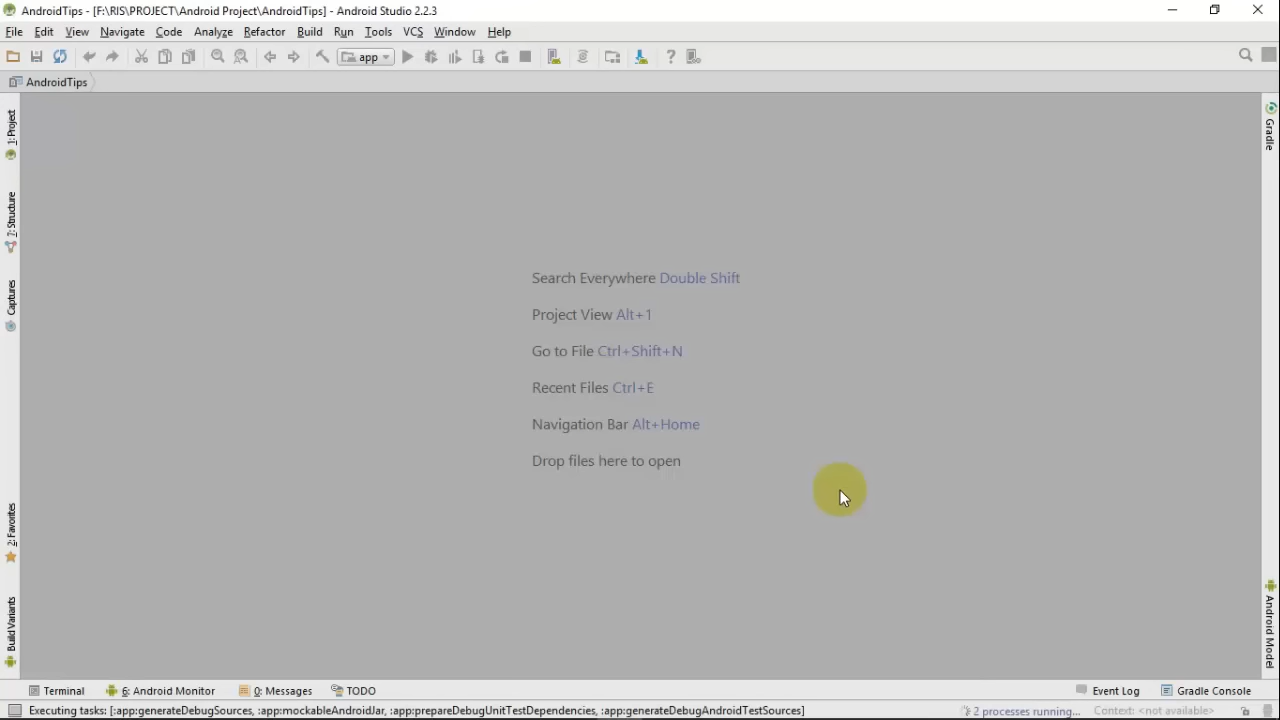 AndroidTips - [F:\RIS\PROJECT\Android Project\AndroidTips] - Android Studio 2.2.3
File Edit View Navigate Code Analyze Refactor Build Run Tools VCS Window Help
app
AndroidTips
1: Project
7: Structure
Captures
2: Favorites
Build Variants
Gradle
Android Model
Search Everywhere Double Shift
Project View Alt+1
Go to File Ctrl+Shift+N
Recent Files Ctrl+E
Navigation Bar Alt+Home
Drop files here to open
Terminal 6: Android Monitor 0: Messages TODO Event Log Gradle Console
Executing tasks: [:app:generateDebugSources, :app:mockableAndroidJar, :app:prepareDebugUnitTestDependencies, :app:generateDebugAndroidTestSources] 2 processes running... Context: <not available>